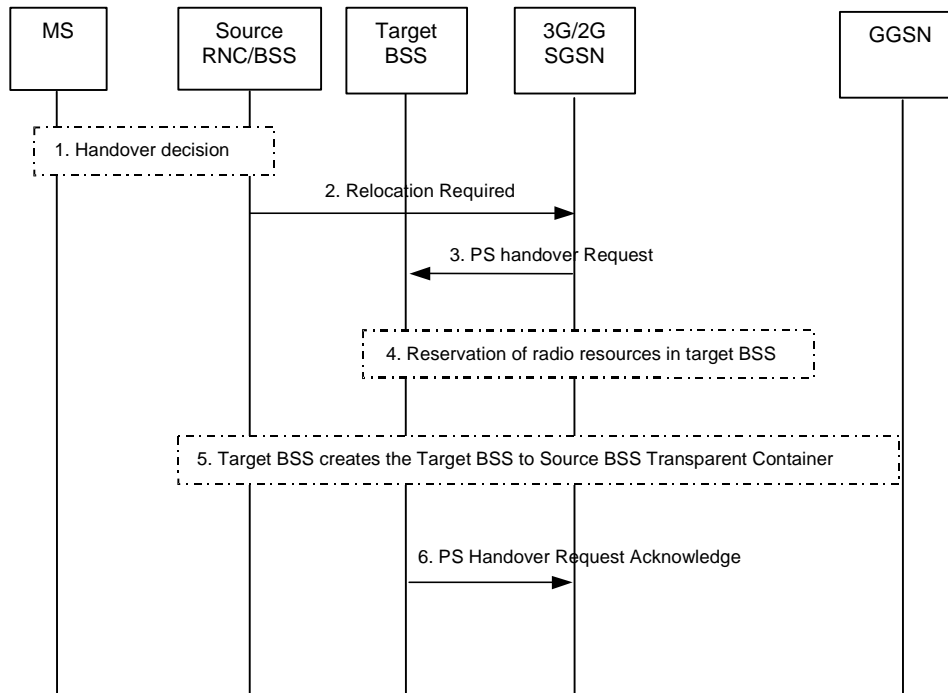 MS
Source
RNC/BSS
Target
BSS
3G/2G
SGSN
GGSN
1. Handover decision
2. Relocation Required
3. PS handover Request
4. Reservation of radio resources in target BSS
5. Target BSS creates the Target BSS to Source BSS Transparent Container
6. PS Handover Request Acknowledge